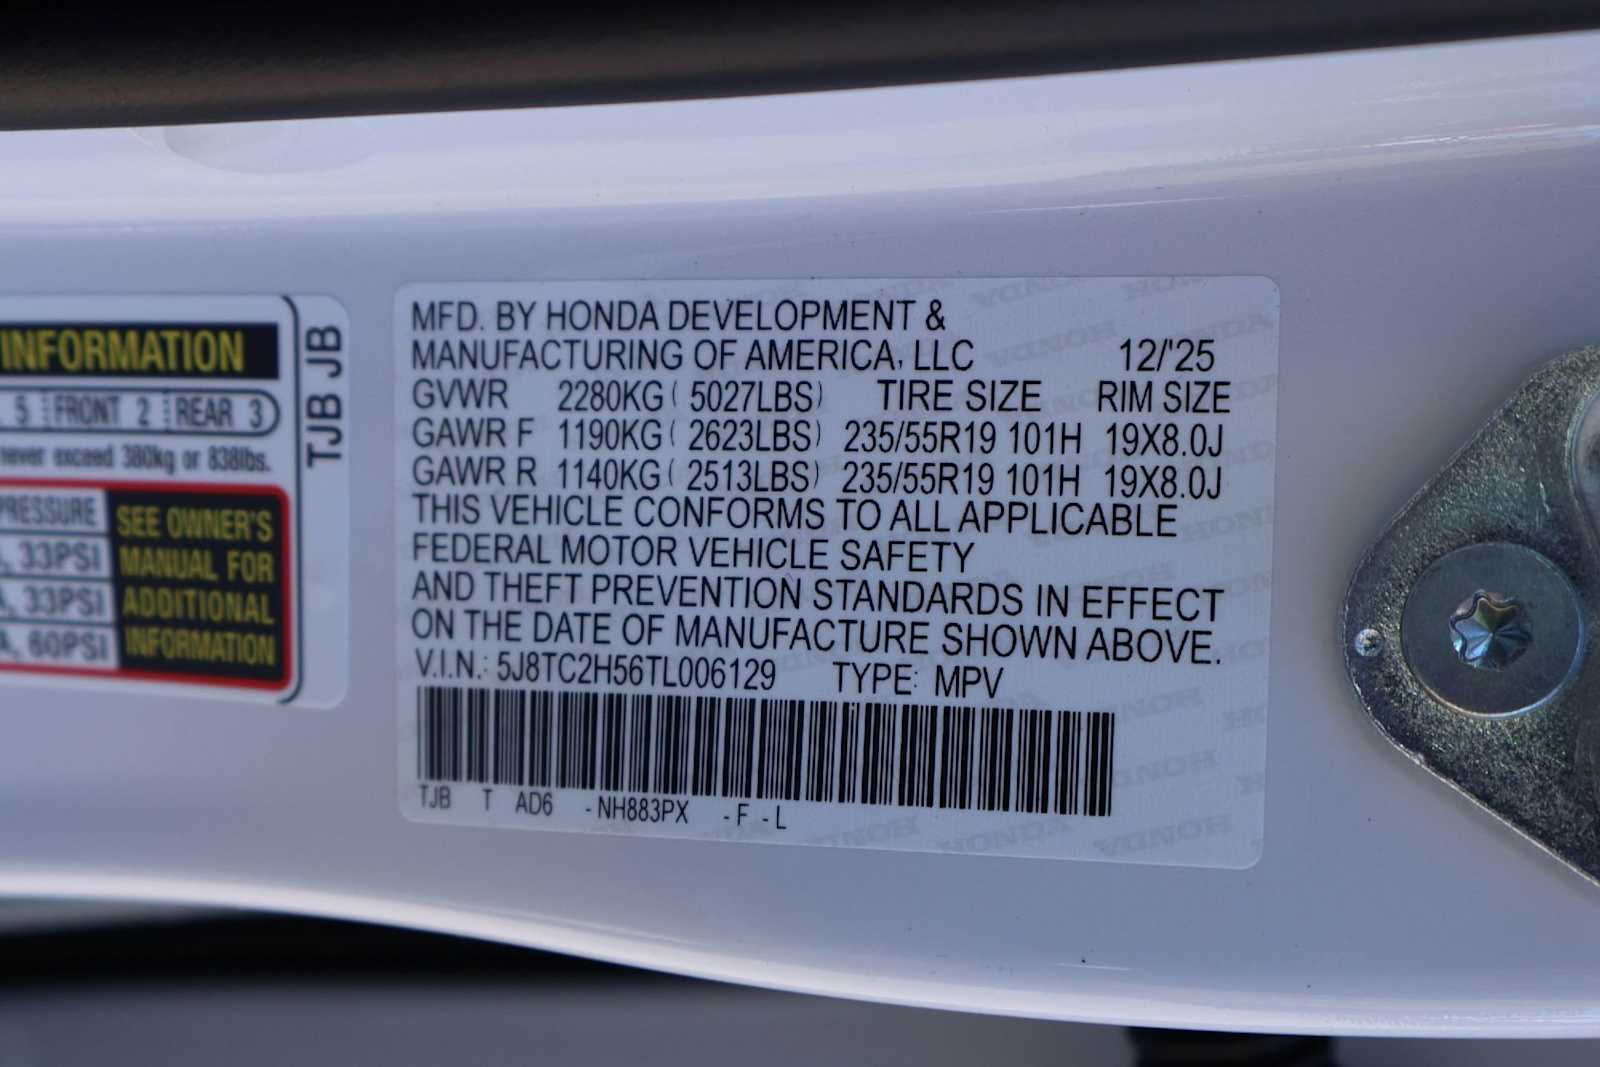 INFORMATION
5 FRONT 2 REAR 3
never exceed 380kg or 838lbs.
PRESSURE
, 33PSI
, 33PSI
, 60PSI
SEE OWNER'S
MANUAL FOR
ADDITIONAL
INFORMATION
TJB JB
MFD. BY HONDA DEVELOPMENT &
MANUFACTURING OF AMERICA, LLC 12/'25
GVWR 2280KG ( 5027LBS) TIRE SIZE RIM SIZE
GAWR F 1190KG ( 2623LBS) 235/55R19 101H 19X8.0J
GAWR R 1140KG ( 2513LBS) 235/55R19 101H 19X8.0J
THIS VEHICLE CONFORMS TO ALL APPLICABLE
FEDERAL MOTOR VEHICLE SAFETY
AND THEFT PREVENTION STANDARDS IN EFFECT
ON THE DATE OF MANUFACTURE SHOWN ABOVE.
V.I.N.: 5J8TC2H56TL006129 TYPE: MPV
TJB T AD6 -NH883PX -F -L